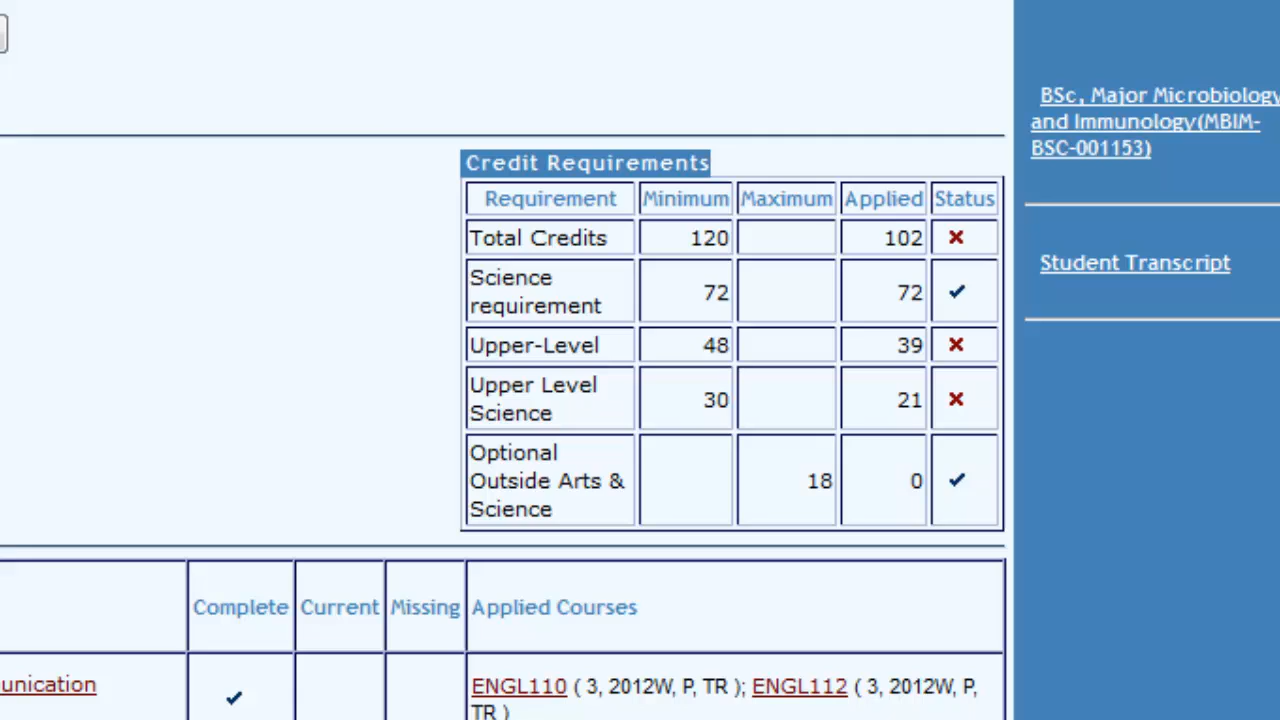 BSc, Major Microbiology
and Immunology(MBIM-
BSC-001153)
Student Transcript
Credit Requirements
Requirement Minimum Maximum Applied Status
Total Credits 120 102
Science
requirement 72 72
Upper-Level 48 39
Upper Level
Science 30 21
Optional
Outside Arts & 18 0
Science
Complete Current Missing Applied Courses
unication
ENGL110 ( 3, 2012W, P, TR ); ENGL112 ( 3, 2012W, P,
TR )